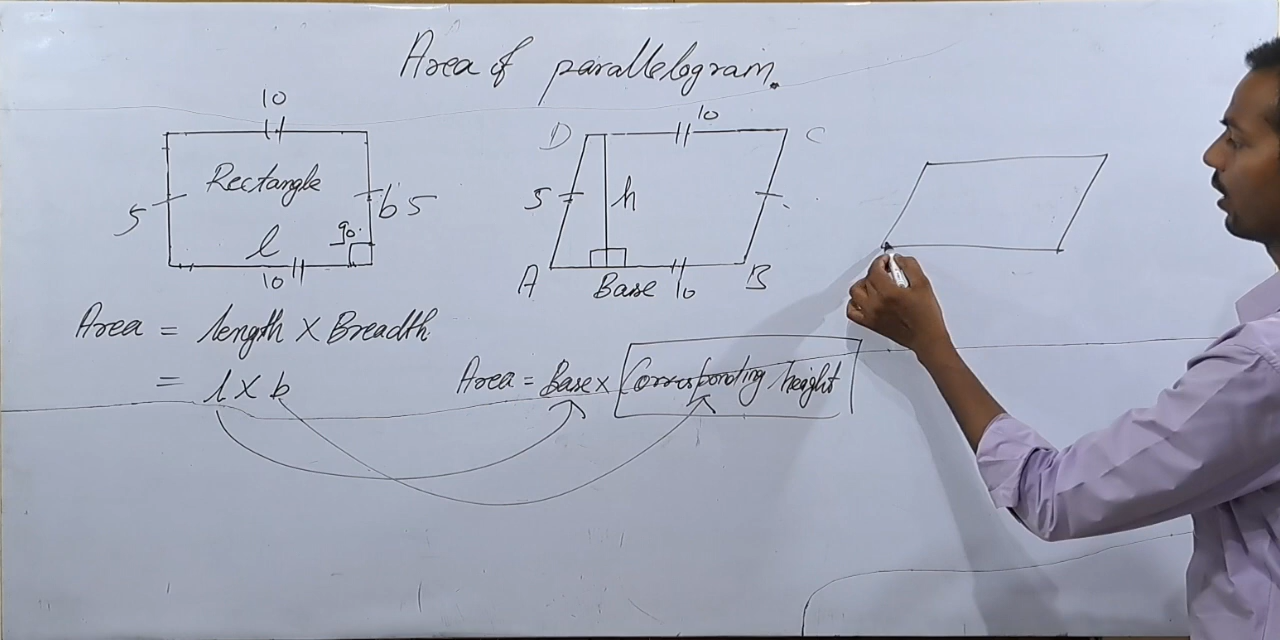 Area of parallelogram.
10
Rectangle
5
b 5
l
90
10
Area = length × Breadth
= l × b
D
10
C
5
h
A
Base
10
B
Area = Base × Corresponding height